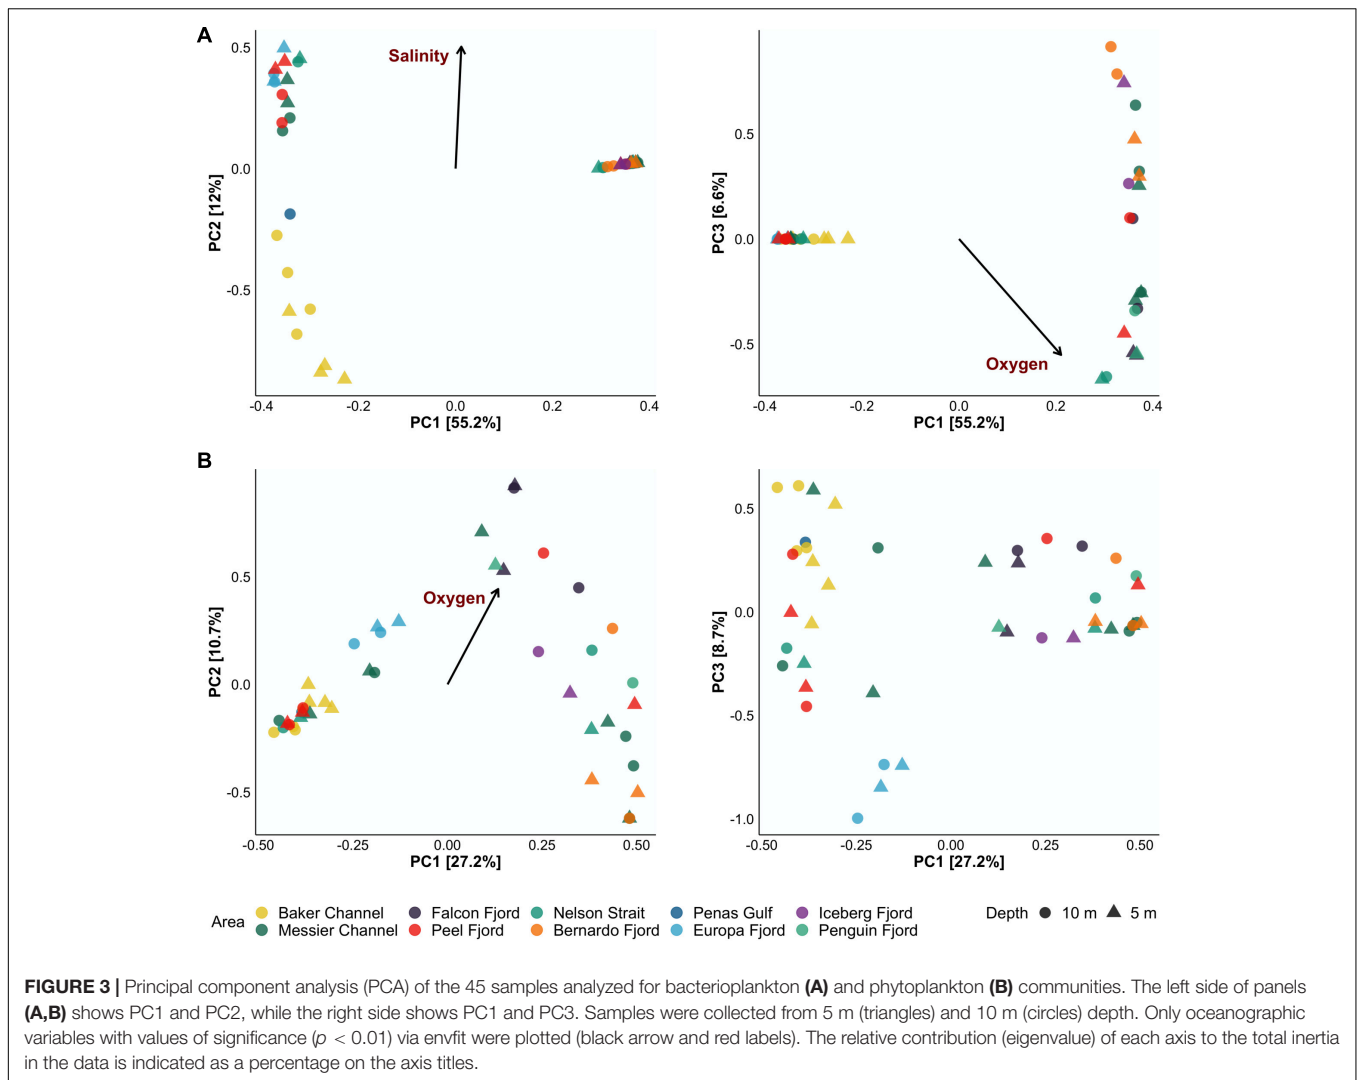 A
0.5
0.0
-0.5
-0.4
-0.2
0.0
0.2
0.4
PC1 [55.2%]
PC2 [12%]
Salinity
0.5
0.0
-0.5
-0.4
-0.2
0.0
0.2
0.4
PC1 [55.2%]
PC3 [6.6%]
Oxygen
B
0.5
0.0
-0.5
-0.50
-0.25
0.00
0.25
0.50
PC1 [27.2%]
PC2 [10.7%]
Oxygen
0.5
0.0
-0.5
-1.0
-0.50
-0.25
0.00
0.25
0.50
PC1 [27.2%]
PC3 [8.7%]
Area
Baker Channel
Falcon Fjord
Nelson Strait
Penas Gulf
Iceberg Fjord
Messier Channel
Peel Fjord
Bernardo Fjord
Europa Fjord
Penguin Fjord
Depth
10 m
5 m
FIGURE 3 | Principal component analysis (PCA) of the 45 samples analyzed for bacterioplankton (A) and phytoplankton (B) communities. The left side of panels
(A,B) shows PC1 and PC2, while the right side shows PC1 and PC3. Samples were collected from 5 m (triangles) and 10 m (circles) depth. Only oceanographic
variables with values of significance (p < 0.01) via envfit were plotted (black arrow and red labels). The relative contribution (eigenvalue) of each axis to the total inertia
in the data is indicated as a percentage on the axis titles.